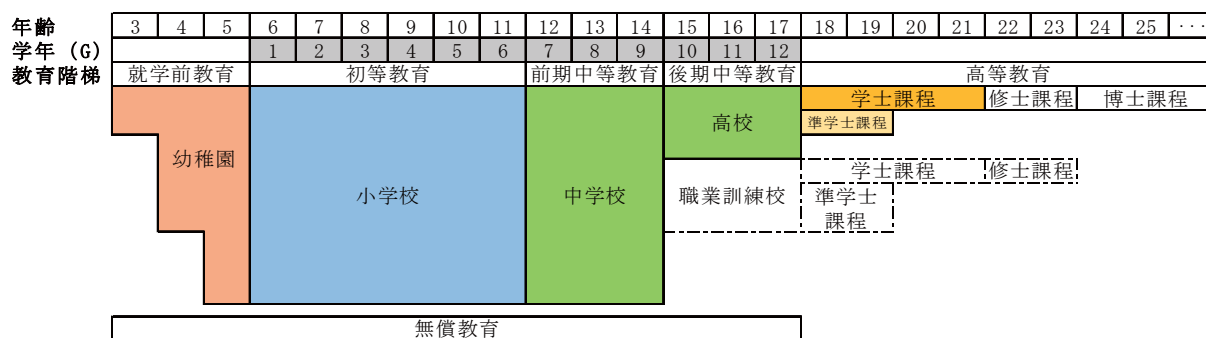 年齢 3 4 5 6 7 8 9 10 11 12 13 14 15 16 17 18 19 20 21 22 23 24 25 ···
学年 (G) 1 2 3 4 5 6 7 8 9 10 11 12
教育階梯 就学前教育 初等教育 前期中等教育 後期中等教育 高等教育
学士課程 修士課程 博士課程
高校 準学士課程
幼稚園 学士課程 修士課程
小学校 中学校 職業訓練校 準学士
課程
無償教育